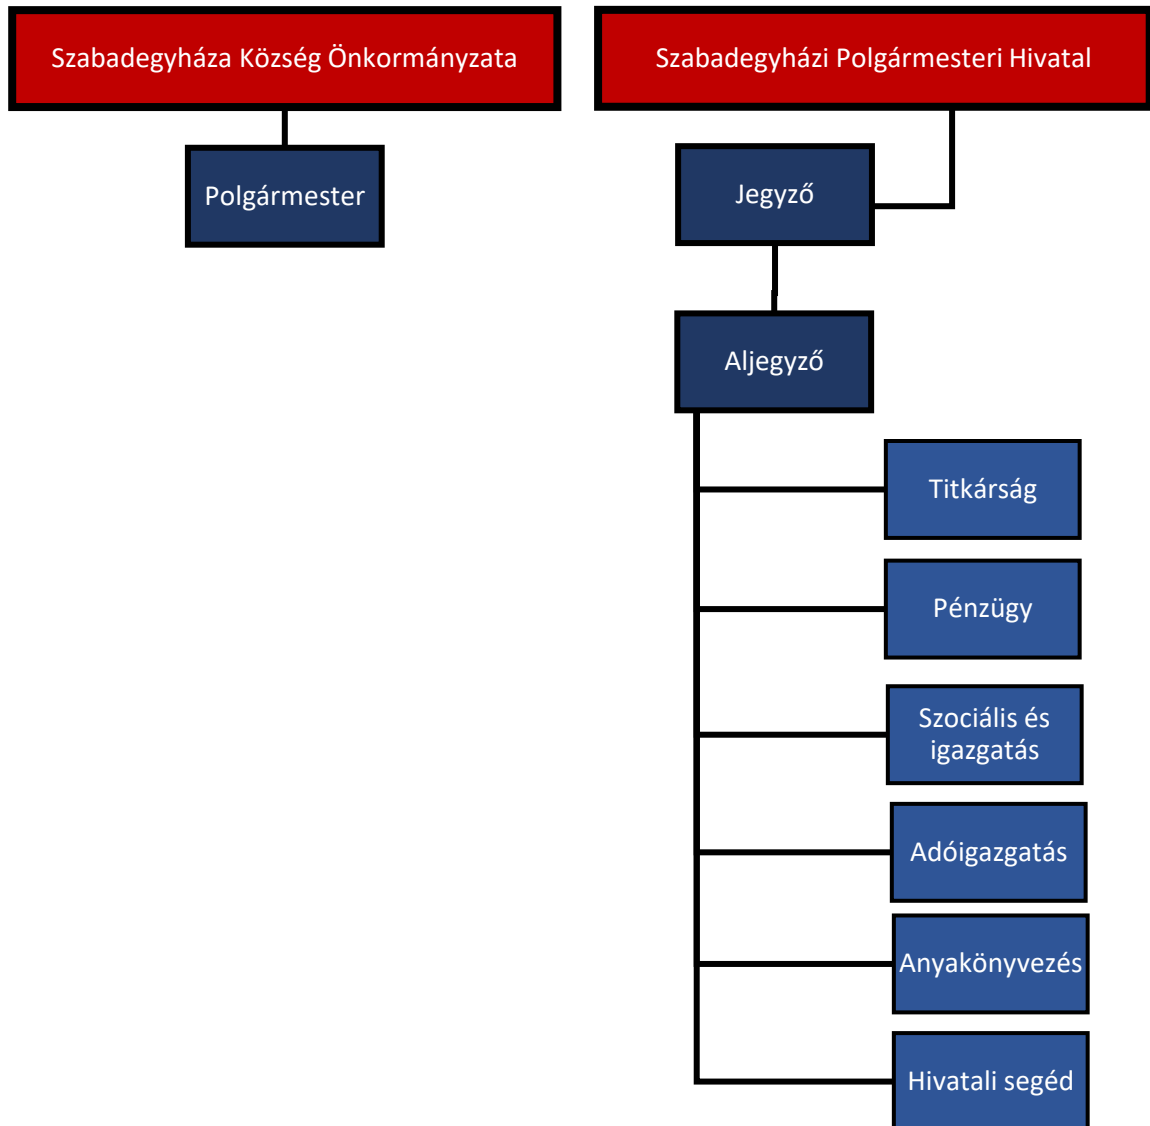 Szabadegyháza Község Önkormányzata
Szabadegyházi Polgármesteri Hivatal
Polgármester
Jegyző
Aljegyző
Titkárság
Pénzügy
Szociális és
igazgatás
Adóigazgatás
Anyakönyvezés
Hivatali segéd